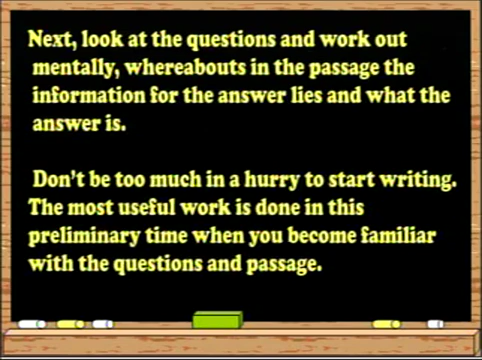 Next, look at the questions and work out
mentally, whereabouts in the passage the
information for the answer lies and what the
answer is.
Don't be too much in a hurry to start writing.
The most useful work is done in this
preliminary time when you become familiar
with the questions and passage.